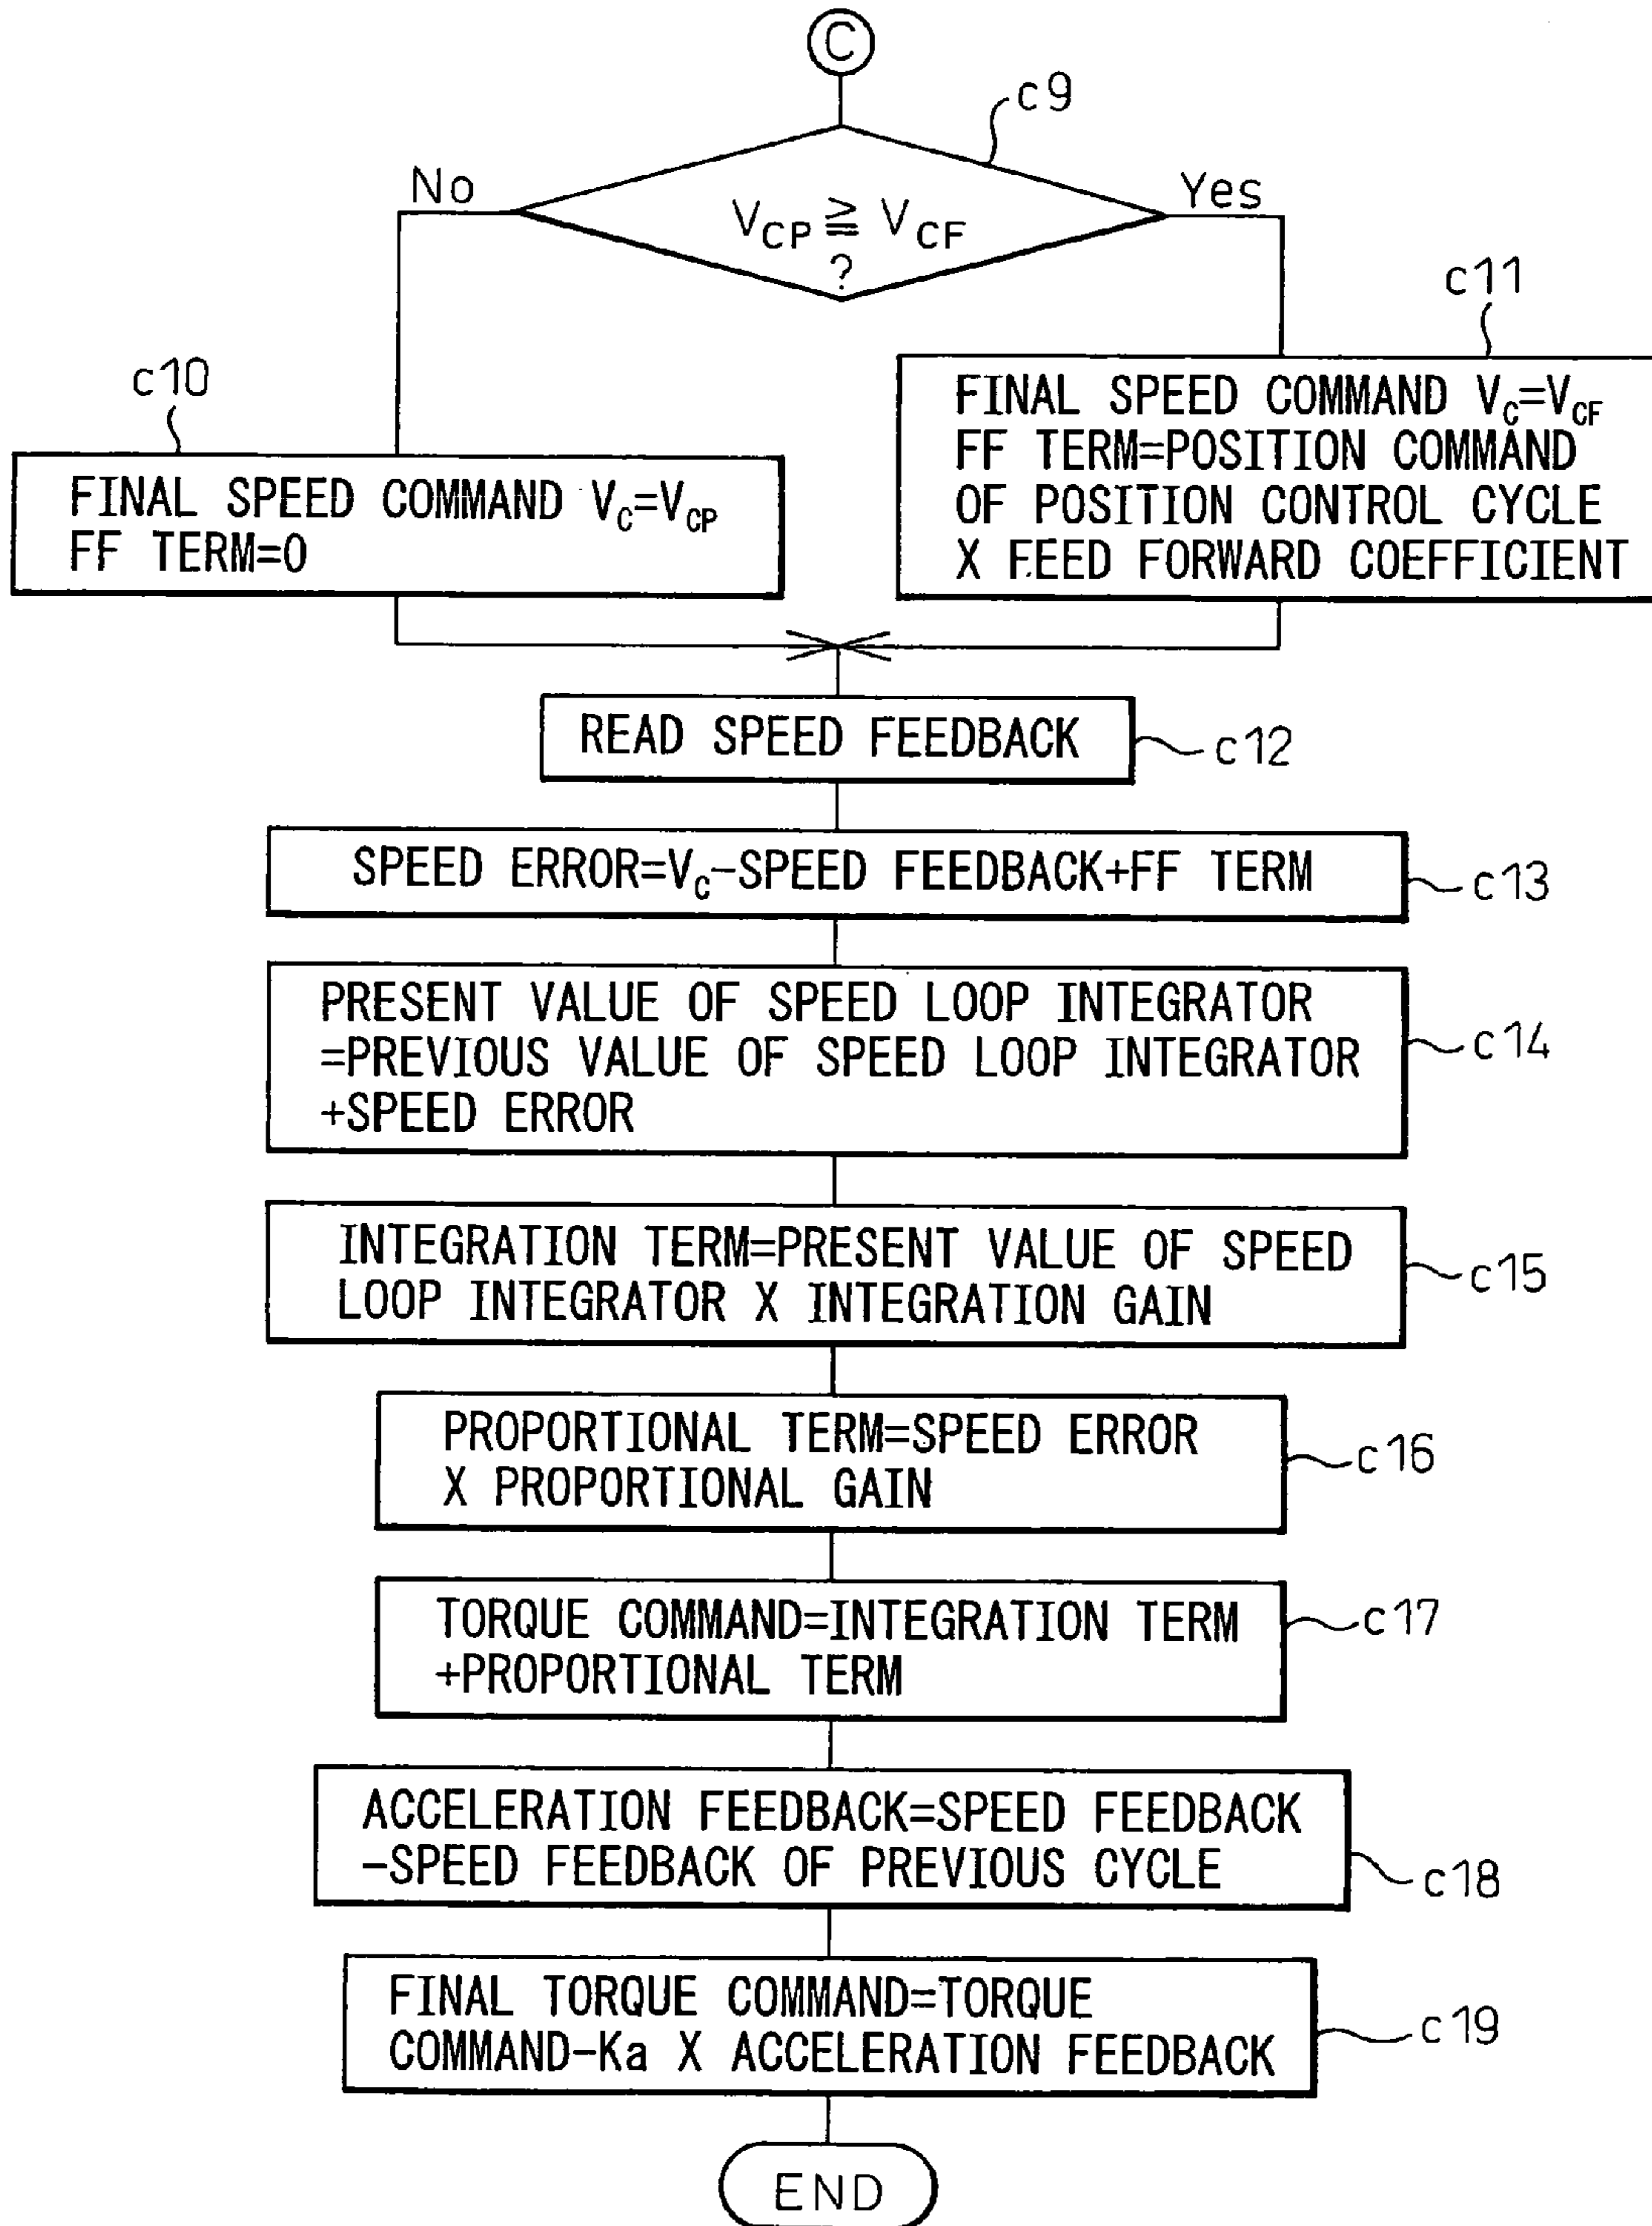 C
c9
No
Yes
V_CP ≧ V_CF
?
c11
c10
FINAL SPEED COMMAND V_C=V_CF
FF TERM=POSITION COMMAND
OF POSITION CONTROL CYCLE
X FEED FORWARD COEFFICIENT
FINAL SPEED COMMAND V_C=V_CP
FF TERM=0
READ SPEED FEEDBACK
c12
SPEED ERROR=V_C-SPEED FEEDBACK+FF TERM
c13
PRESENT VALUE OF SPEED LOOP INTEGRATOR
=PREVIOUS VALUE OF SPEED LOOP INTEGRATOR
+SPEED ERROR
c14
INTEGRATION TERM=PRESENT VALUE OF SPEED
LOOP INTEGRATOR X INTEGRATION GAIN
c15
PROPORTIONAL TERM=SPEED ERROR
X PROPORTIONAL GAIN
c16
TORQUE COMMAND=INTEGRATION TERM
+PROPORTIONAL TERM
c17
ACCELERATION FEEDBACK=SPEED FEEDBACK
-SPEED FEEDBACK OF PREVIOUS CYCLE
c18
FINAL TORQUE COMMAND=TORQUE
COMMAND-Ka X ACCELERATION FEEDBACK
c19
END